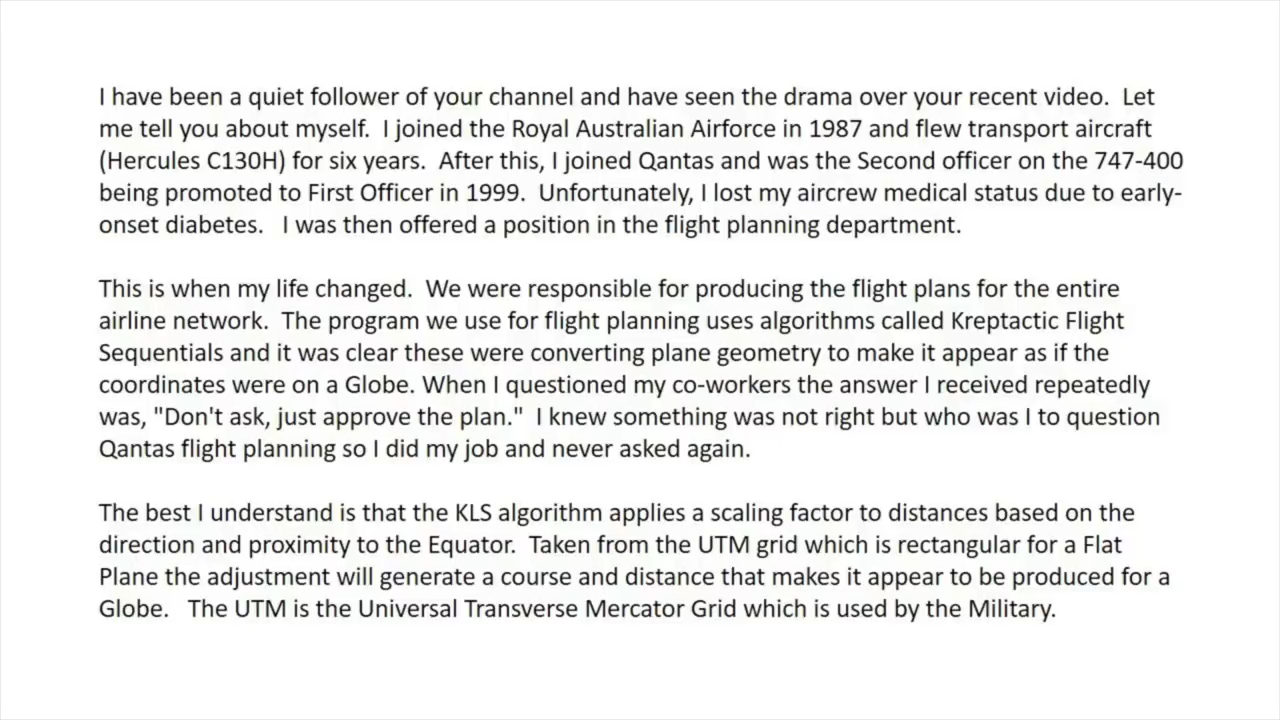 I have been a quiet follower of your channel and have seen the drama over your recent video.  Let
me tell you about myself.  I joined the Royal Australian Airforce in 1987 and flew transport aircraft
(Hercules C130H) for six years.  After this, I joined Qantas and was the Second officer on the 747-400
being promoted to First Officer in 1999.  Unfortunately, I lost my aircrew medical status due to early-
onset diabetes.   I was then offered a position in the flight planning department.
This is when my life changed.  We were responsible for producing the flight plans for the entire
airline network.  The program we use for flight planning uses algorithms called Kreptactic Flight
Sequentials and it was clear these were converting plane geometry to make it appear as if the
coordinates were on a Globe. When I questioned my co-workers the answer I received repeatedly
was, "Don't ask, just approve the plan."  I knew something was not right but who was I to question
Qantas flight planning so I did my job and never asked again.
The best I understand is that the KLS algorithm applies a scaling factor to distances based on the
direction and proximity to the Equator.  Taken from the UTM grid which is rectangular for a Flat
Plane the adjustment will generate a course and distance that makes it appear to be produced for a
Globe.   The UTM is the Universal Transverse Mercator Grid which is used by the Military.